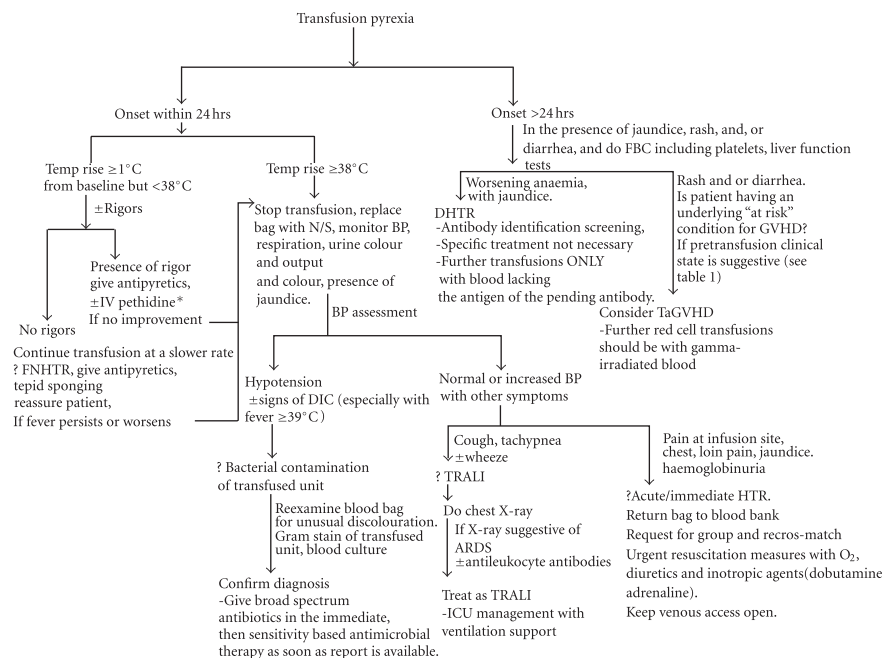 Transfusion pyrexia
Onset within 24 hrs
Onset >24 hrs
In the presence of jaundice, rash, and, or
diarrhea, and do FBC including platelets, liver function
tests
Temp rise ≥1°C
from baseline but <38°C
±Rigors
Temp rise ≥38°C
Stop transfusion, replace
bag with N/S, monitor BP,
respiration, urine colour
and output
and colour, presence of
jaundice.
BP assessment
Presence of rigor
give antipyretics,
±IV pethidine*
If no improvement
No rigors
Continue transfusion at a slower rate
? FNHTR, give antipyretics,
tepid sponging
reassure patient,
If fever persists or worsens
Worsening anaemia,
with jaundice.
DHTR
-Antibody identification screening,
-Specific treatment not necessary
-Further transfusions ONLY
with blood lacking
the antigen of the pending antibody.
Rash and or diarrhea.
Is patient having an
underlying “at risk”
condition for GVHD?
If pretransfusion clinical
state is suggestive (see
table 1)
Consider TaGVHD
-Further red cell transfusions
should be with gamma-
irradiated blood
Hypotension
±signs of DIC (especially with
fever ≥39°C)
? Bacterial contamination
of transfused unit
Reexamine blood bag
for unusual discolouration.
Gram stain of transfused
unit, blood culture
Confirm diagnosis
-Give broad spectrum
antibiotics in the immediate,
then sensitivity based antimicrobial
therapy as soon as report is available.
Normal or increased BP
with other symptoms
Cough, tachypnea
±wheeze
? TRALI
Do chest X-ray
If X-ray suggestive of
ARDS
±antileukocyte antibodies
Treat as TRALI
-ICU management with
ventilation support
Pain at infusion site,
chest, loin pain, jaundice.
haemoglobinuria
?Acute/immediate HTR.
Return bag to blood bank
Request for group and recros-match
Urgent resuscitation measures with O₂,
diuretics and inotropic agents(dobutamine
adrenaline).
Keep venous access open.